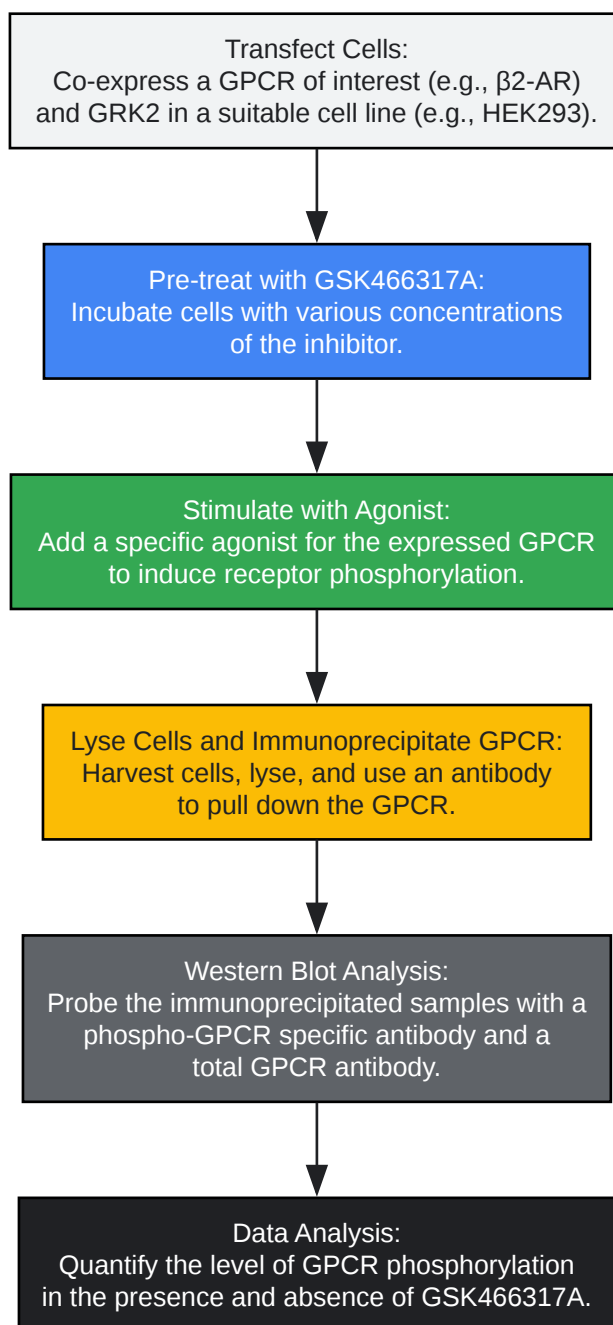 Transfect Cells:
Co-express a GPCR of interest (e.g., β2-AR)
and GRK2 in a suitable cell line (e.g., HEK293).
Pre-treat with GSK466317A:
Incubate cells with various concentrations
of the inhibitor.
Stimulate with Agonist:
Add a specific agonist for the expressed GPCR
to induce receptor phosphorylation.
Lyse Cells and Immunoprecipitate GPCR:
Harvest cells, lyse, and use an antibody
to pull down the GPCR.
Western Blot Analysis:
Probe the immunoprecipitated samples with a
phospho-GPCR specific antibody and a
total GPCR antibody.
Data Analysis:
Quantify the level of GPCR phosphorylation
in the presence and absence of GSK466317A.